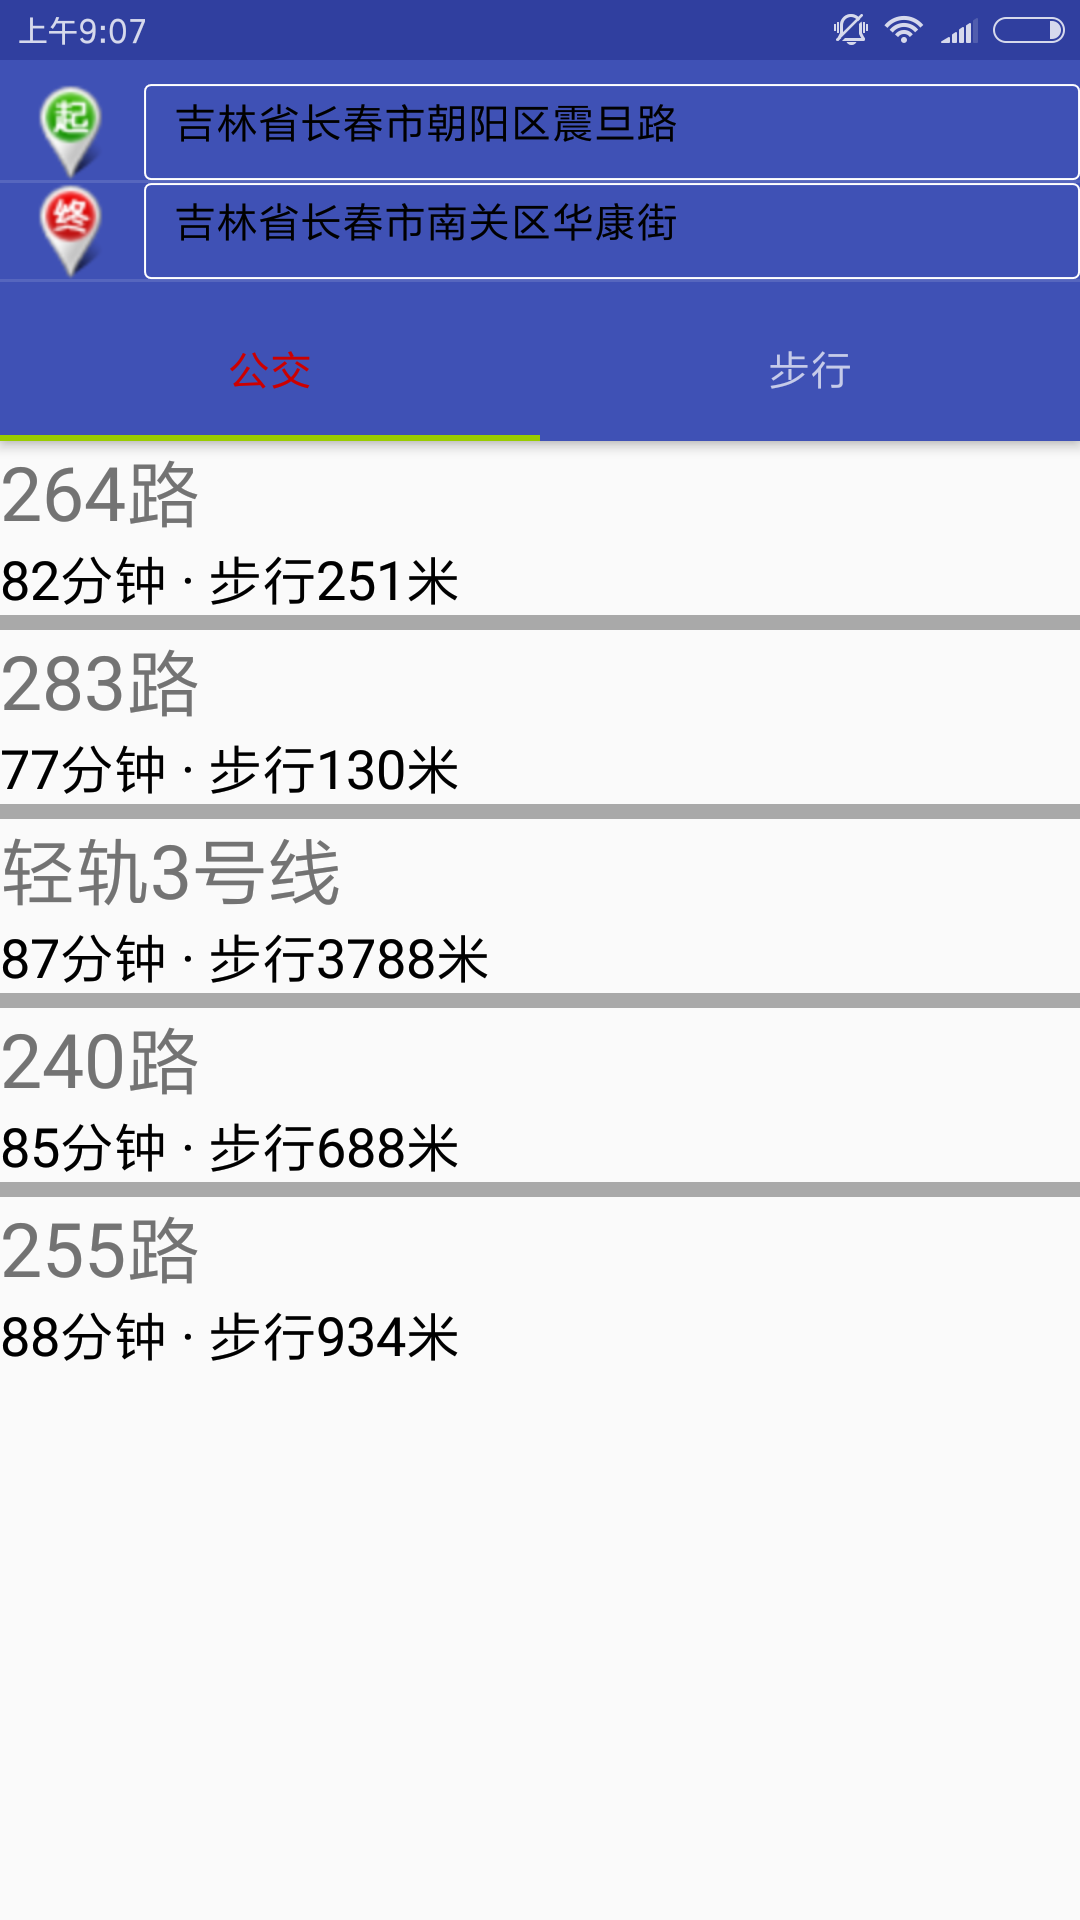 上午9:07
起
吉林省长春市朝阳区震旦路
终
吉林省长春市南关区华康街
公交
步行
264路
82分钟 · 步行251米
283路
77分钟 · 步行130米
轻轨3号线
87分钟 · 步行3788米
240路
85分钟 · 步行688米
255路
88分钟 · 步行934米